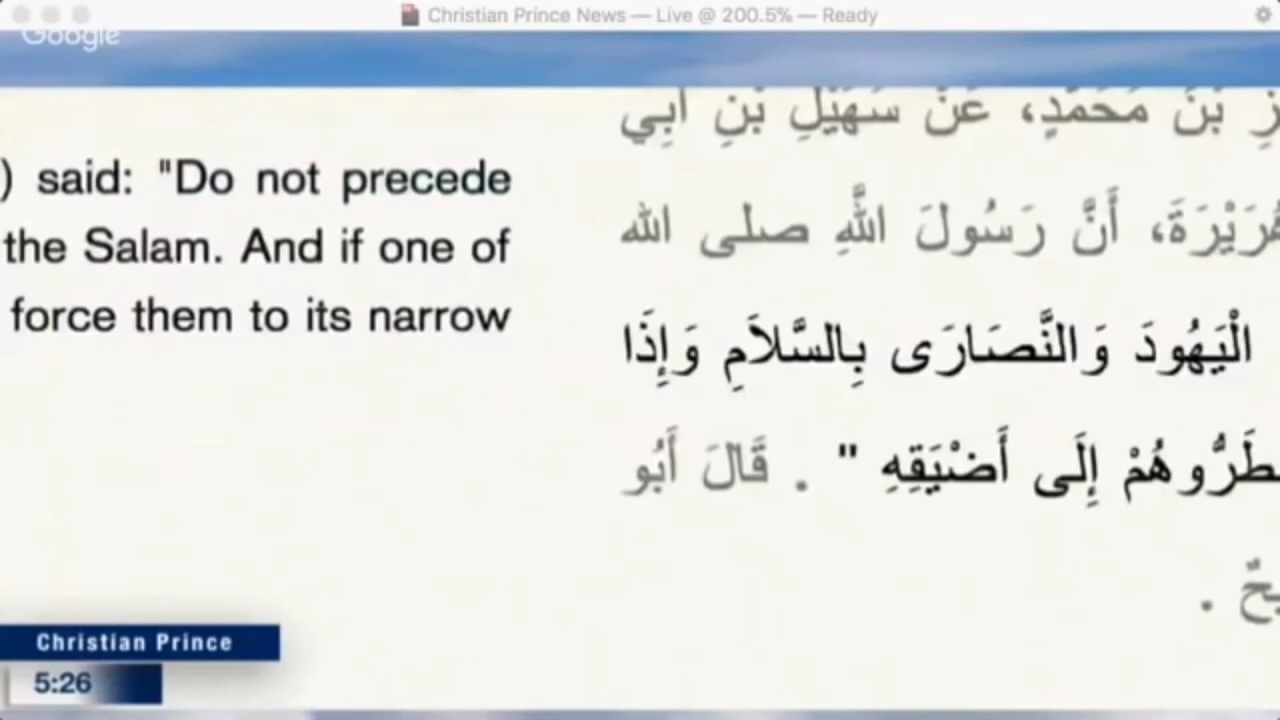 Christian Prince News — Live @ 200.5% — Ready
Google
) said: "Do not precede
the Salam. And if one of
force them to its narrow
بْنُ مُحَمَّدٍ، عَنْ سُهَيْلِ بْنِ أَبِي
أَنَّ رَسُولَ اللَّهِ صلى الله
الْيَهُودَ وَالنَّصَارَى بِالسَّلاَمِ وَإِذَا
إِلَى أَضْيَقِهِ " . قَالَ أَبُو
.
Christian Prince
5:26